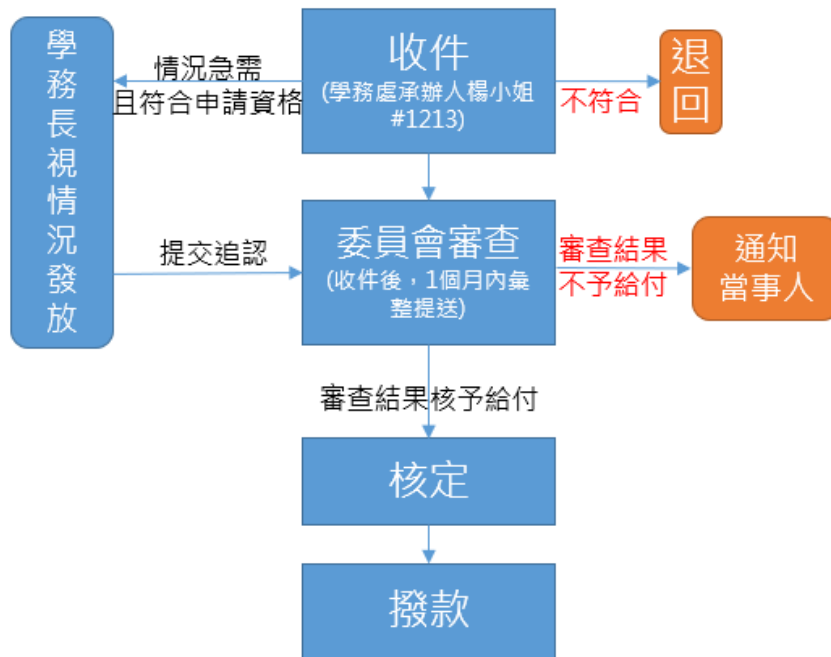 學務長視情況發放
情況急需
且符合申請資格
收件
(學務處承辦人楊小姐
#1213)
不符合
退回
提交追認
委員會審查
(收件後，1個月內彙
整提送)
審查結果
不予給付
通知
當事人
審查結果核予給付
核定
撥款